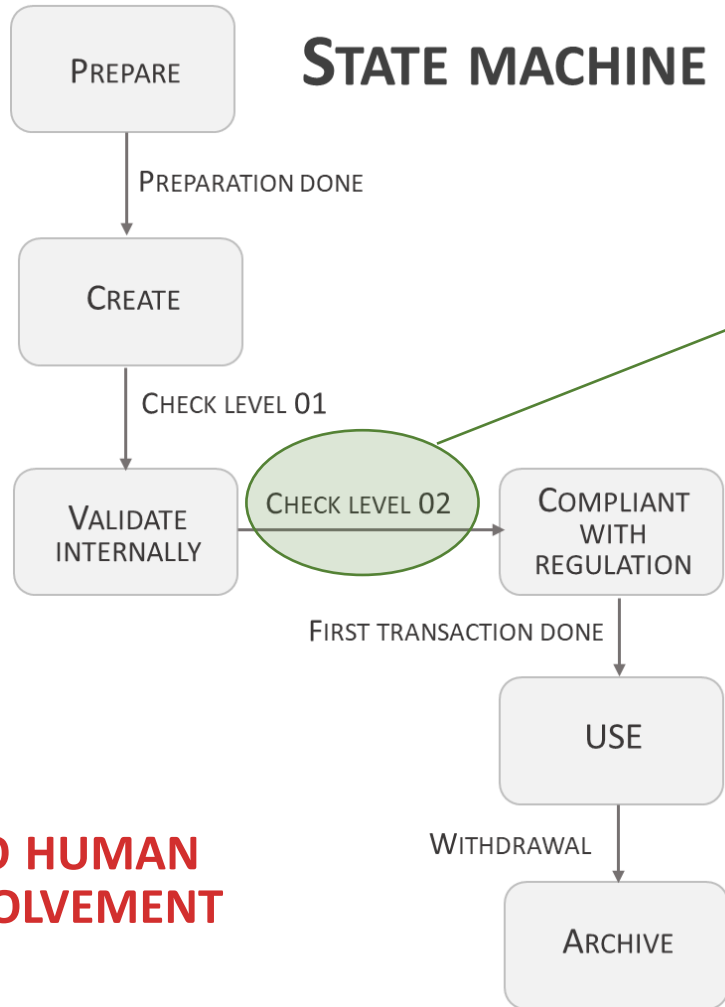 STATE MACHINE
PREPARE
PREPARATION DONE
CREATE
CHECK LEVEL 01
VALIDATE
INTERNALLY
CHECK LEVEL 02
COMPLIANT
WITH
REGULATION
FIRST TRANSACTION DONE
USE
WITHDRAWAL
ARCHIVE
HUMAN